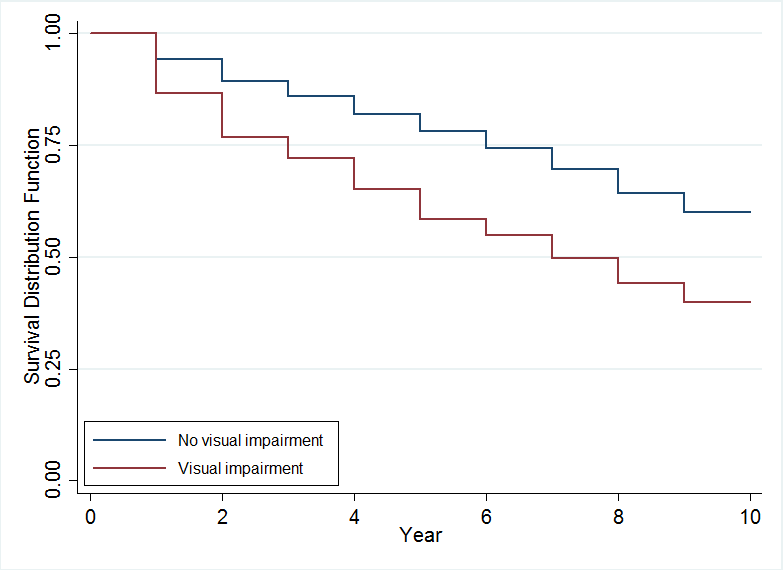 1.00
0.75
0.50
0.25
0.00
Survival Distribution Function
No visual impairment
Visual impairment
0 2 4 6 8 10
Year